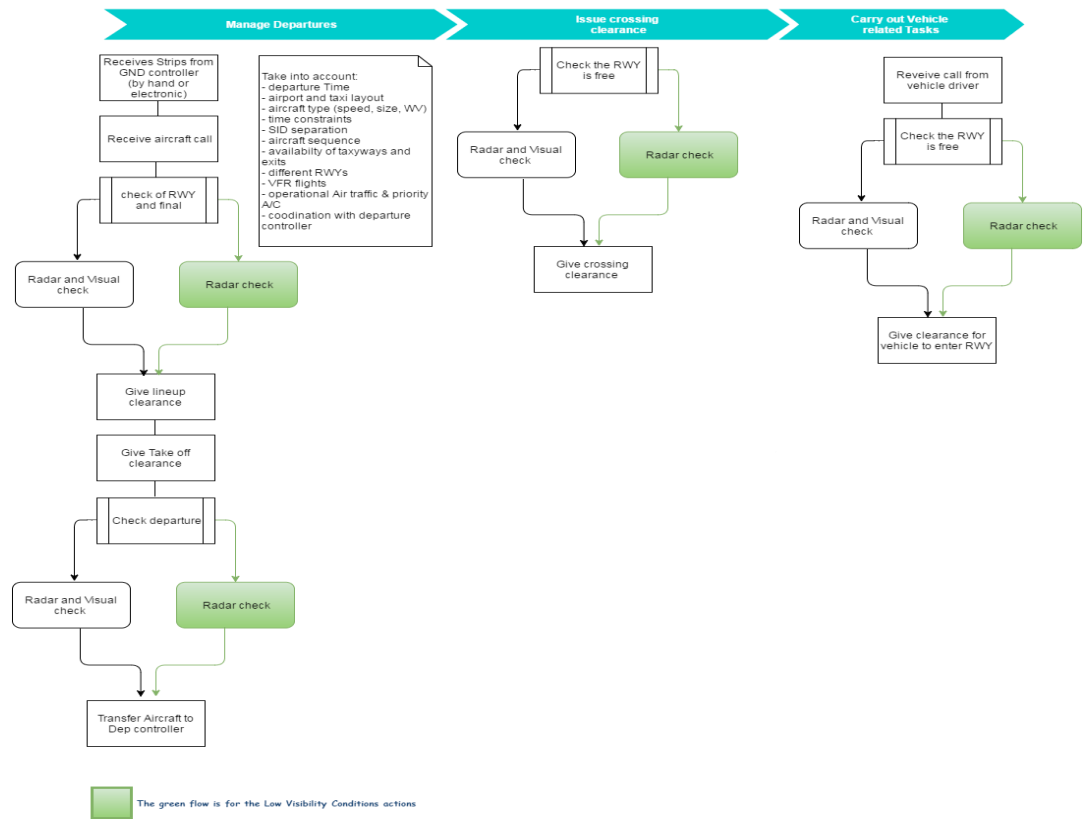 Manage Departures
Issue crossing
clearance
Carry out Vehicle
related Tasks
Receives Strips from
GND controller
(by hand or
electronic)
Receive aircraft call
check of RWY
and final
Radar and Visual
check
Radar check
Give lineup
clearance
Give Take off
clearance
Check departure
Radar and Visual
check
Radar check
Transfer Aircraft to
Dep controller
Take into account:
- departure Time
- airport and taxi layout
- aircraft type (speed, size, WV)
- time constraints
- SID separation
- aircraft sequence
- availabilty of taxyways and
exits
- different RWYs
- VFR flights
- operational Air traffic & priority
A/C
- coodination with departure
controller
Check the RWY
is free
Radar and Visual
check
Radar check
Give crossing
clearance
Reveive call from
vehicle driver
Check the RWY
is free
Radar and Visual
check
Radar check
Give clearance for
vehicle to enter RWY
The green flow is for the Low Visibility Conditions actions